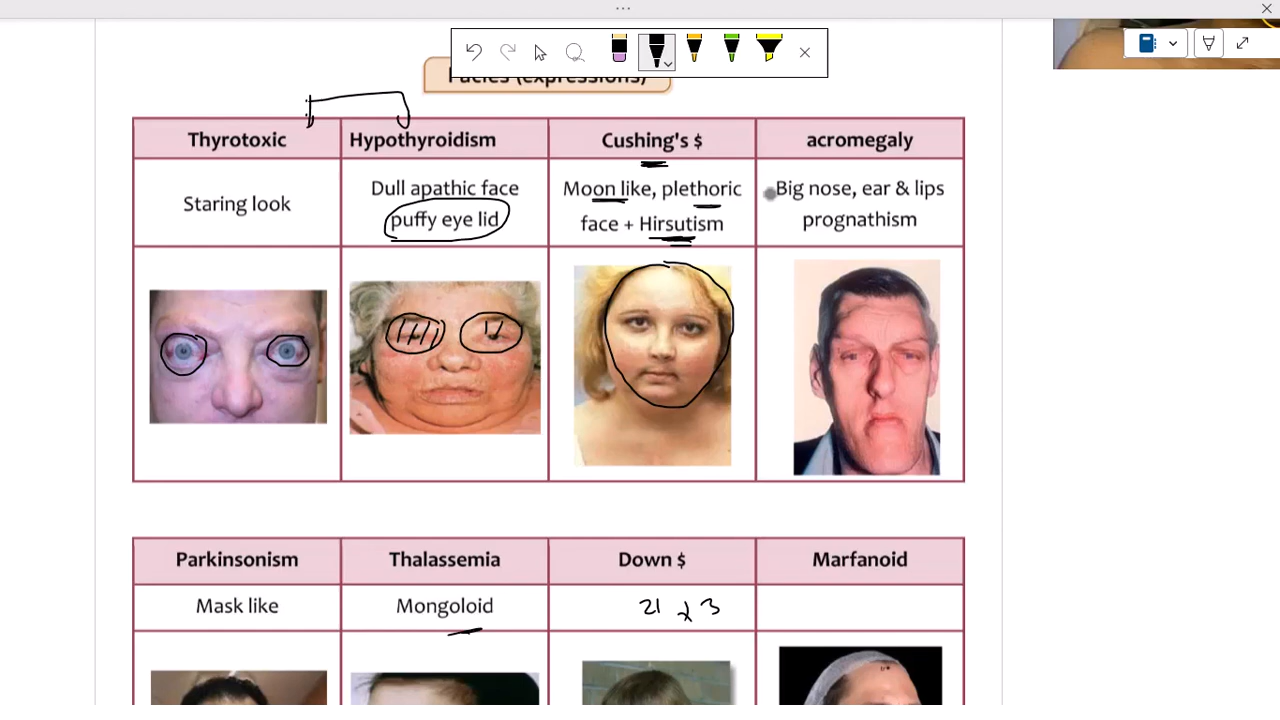 Facies (expressions)
Thyrotoxic
Hypothyroidism
Cushing's $
acromegaly
Staring look
Dull apathic face
puffy eye lid
Moon like, plethoric
face + Hirsutism
Big nose, ear & lips
prognathism
Parkinsonism
Thalassemia
Down $
Marfanoid
Mask like
Mongoloid
21 3